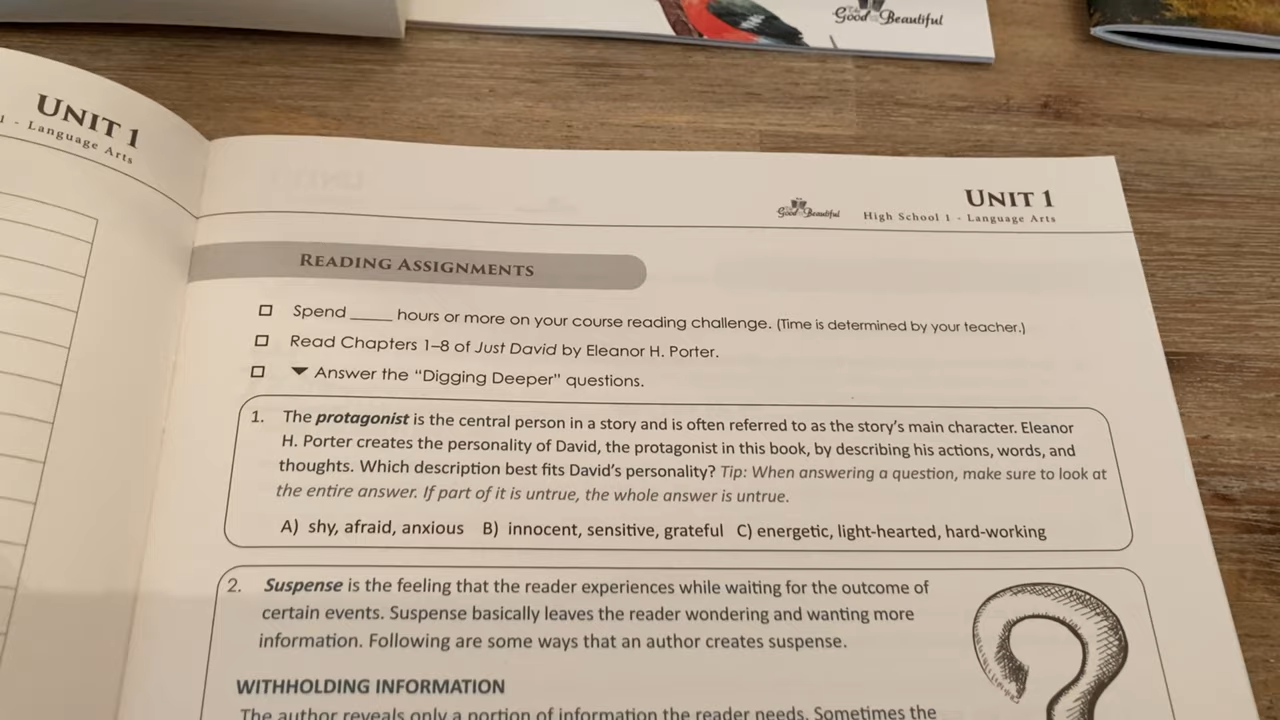 Good and Beautiful
UNIT 1
1 - Language Arts
Good and Beautiful
UNIT 1
High School 1 - Language Arts
READING ASSIGNMENTS
Spend _____ hours or more on your course reading challenge. (Time is determined by your teacher.)
Read Chapters 1–8 of Just David by Eleanor H. Porter.
Answer the “Digging Deeper” questions.
1. The protagonist is the central person in a story and is often referred to as the story’s main character. Eleanor
H. Porter creates the personality of David, the protagonist in this book, by describing his actions, words, and
thoughts. Which description best fits David’s personality? Tip: When answering a question, make sure to look at
the entire answer. If part of it is untrue, the whole answer is untrue.
A) shy, afraid, anxious B) innocent, sensitive, grateful C) energetic, light-hearted, hard-working
2. Suspense is the feeling that the reader experiences while waiting for the outcome of
certain events. Suspense basically leaves the reader wondering and wanting more
information. Following are some ways that an author creates suspense.
WITHHOLDING INFORMATION
The author reveals only a portion of information the reader needs. Sometimes the